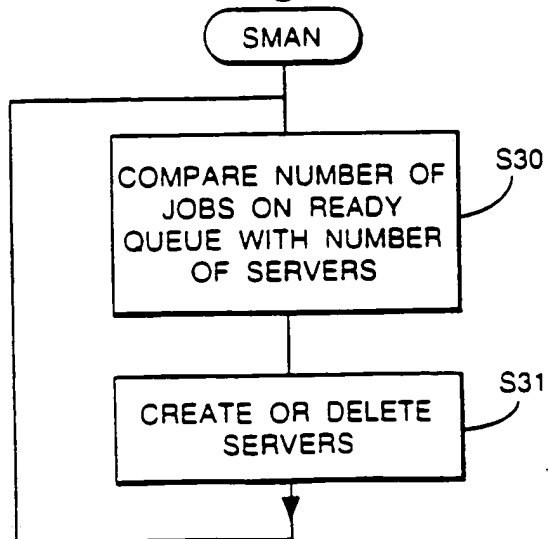 SMAN
COMPARE NUMBER OF
JOBS ON READY
QUEUE WITH NUMBER
OF SERVERS
S30
CREATE OR DELETE
SERVERS
S31